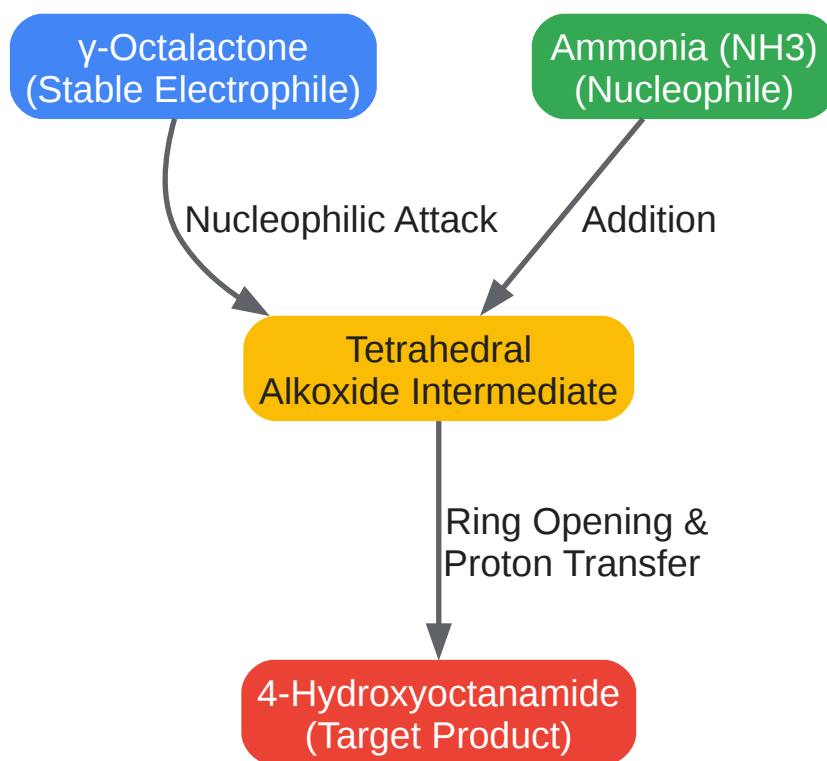 γ-Octalactone
(Stable Electrophile)
Ammonia (NH3)
(Nucleophile)
Nucleophilic Attack
Addition
Tetrahedral
Alkoxide Intermediate
Ring Opening &
Proton Transfer
4-Hydroxyoctanamide
(Target Product)